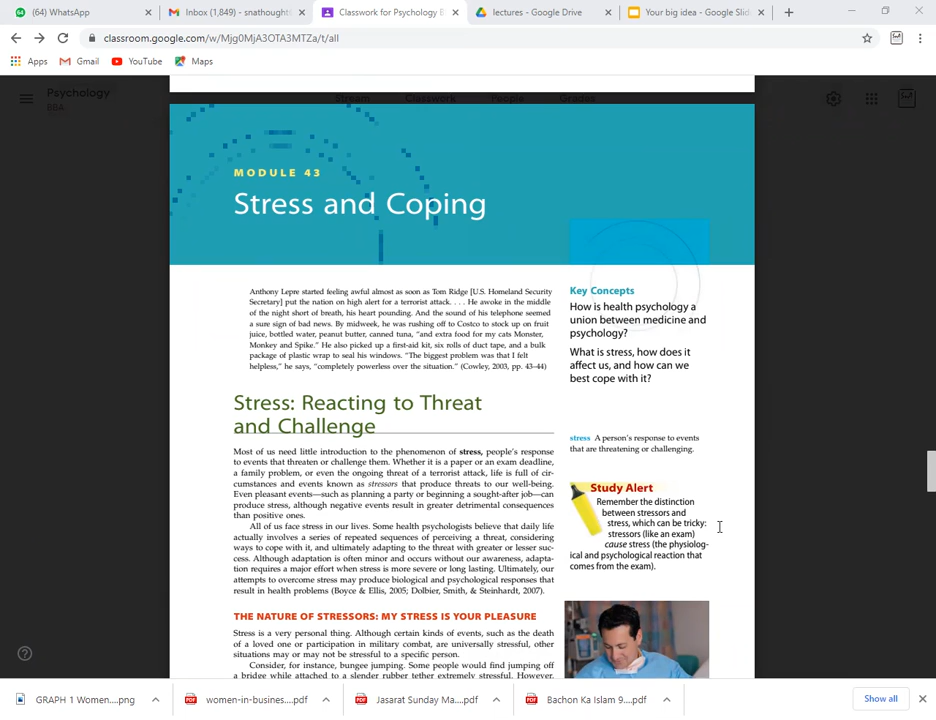 (64) WhatsApp
Inbox (1,849) - snathought
Classwork for Psychology B
lectures - Google Drive
Your big idea - Google Slid
classroom.google.com/w/Mjg0MjA3OTA3MTZa/t/all
Apps
Gmail
YouTube
Maps
Psychology
BBA
Stream
Classwork
People
Grades
MODULE 43
Stress and Coping
Anthony Lepre started feeling awful almost as soon as Tom Ridge [U.S. Homeland Security
Secretary] put the nation on high alert for a terrorist attack. . . . He awoke in the middle
of the night short of breath, his heart pounding. And the sound of his telephone seemed
a sure sign of bad news. By midweek, he was rushing off to Costco to stock up on fruit
juice, bottled water, peanut butter, canned tuna, “and extra food for my cats Monster,
Monkey and Spike.” He also picked up a first-aid kit, six rolls of duct tape, and a bulk
package of plastic wrap to seal his windows. “The biggest problem was that I felt
helpless,” he says, “completely powerless over the situation.” (Cowley, 2003, pp. 43–44)
Key Concepts
How is health psychology a
union between medicine and
psychology?
What is stress, how does it
affect us, and how can we
best cope with it?
Stress: Reacting to Threat
and Challenge
Most of us need little introduction to the phenomenon of stress, people’s response
to events that threaten or challenge them. Whether it is a paper or an exam deadline,
a family problem, or even the ongoing threat of a terrorist attack, life is full of cir-
cumstances and events known as stressors that produce threats to our well-being.
Even pleasant events—such as planning a party or beginning a sought-after job—can
produce stress, although negative events result in greater detrimental consequences
than positive ones.
All of us face stress in our lives. Some health psychologists believe that daily life
actually involves a series of repeated sequences of perceiving a threat, considering
ways to cope with it, and ultimately adapting to the threat with greater or lesser suc-
cess. Although adaptation is often minor and occurs without our awareness, adapta-
tion requires a major effort when stress is more severe or long lasting. Ultimately, our
attempts to overcome stress may produce biological and psychological responses that
result in health problems (Boyce & Ellis, 2005; Dolbier, Smith, & Steinhardt, 2007).
stress A person’s response to events
that are threatening or challenging.
Study Alert
Remember the distinction
between stressors and
stress, which can be tricky:
stressors (like an exam)
cause stress (the physiolog-
ical and psychological reaction that
comes from the exam).
THE NATURE OF STRESSORS: MY STRESS IS YOUR PLEASURE
Stress is a very personal thing. Although certain kinds of events, such as the death
of a loved one or participation in military combat, are universally stressful, other
situations may or may not be stressful to a specific person.
Consider, for instance, bungee jumping. Some people would find jumping off
a bridge while attached to a slender rubber tether extremely stressful. However,
GRAPH 1 Women....png
women-in-busines....pdf
Jasarat Sunday Ma....pdf
Bachon Ka Islam 9....pdf
Show all